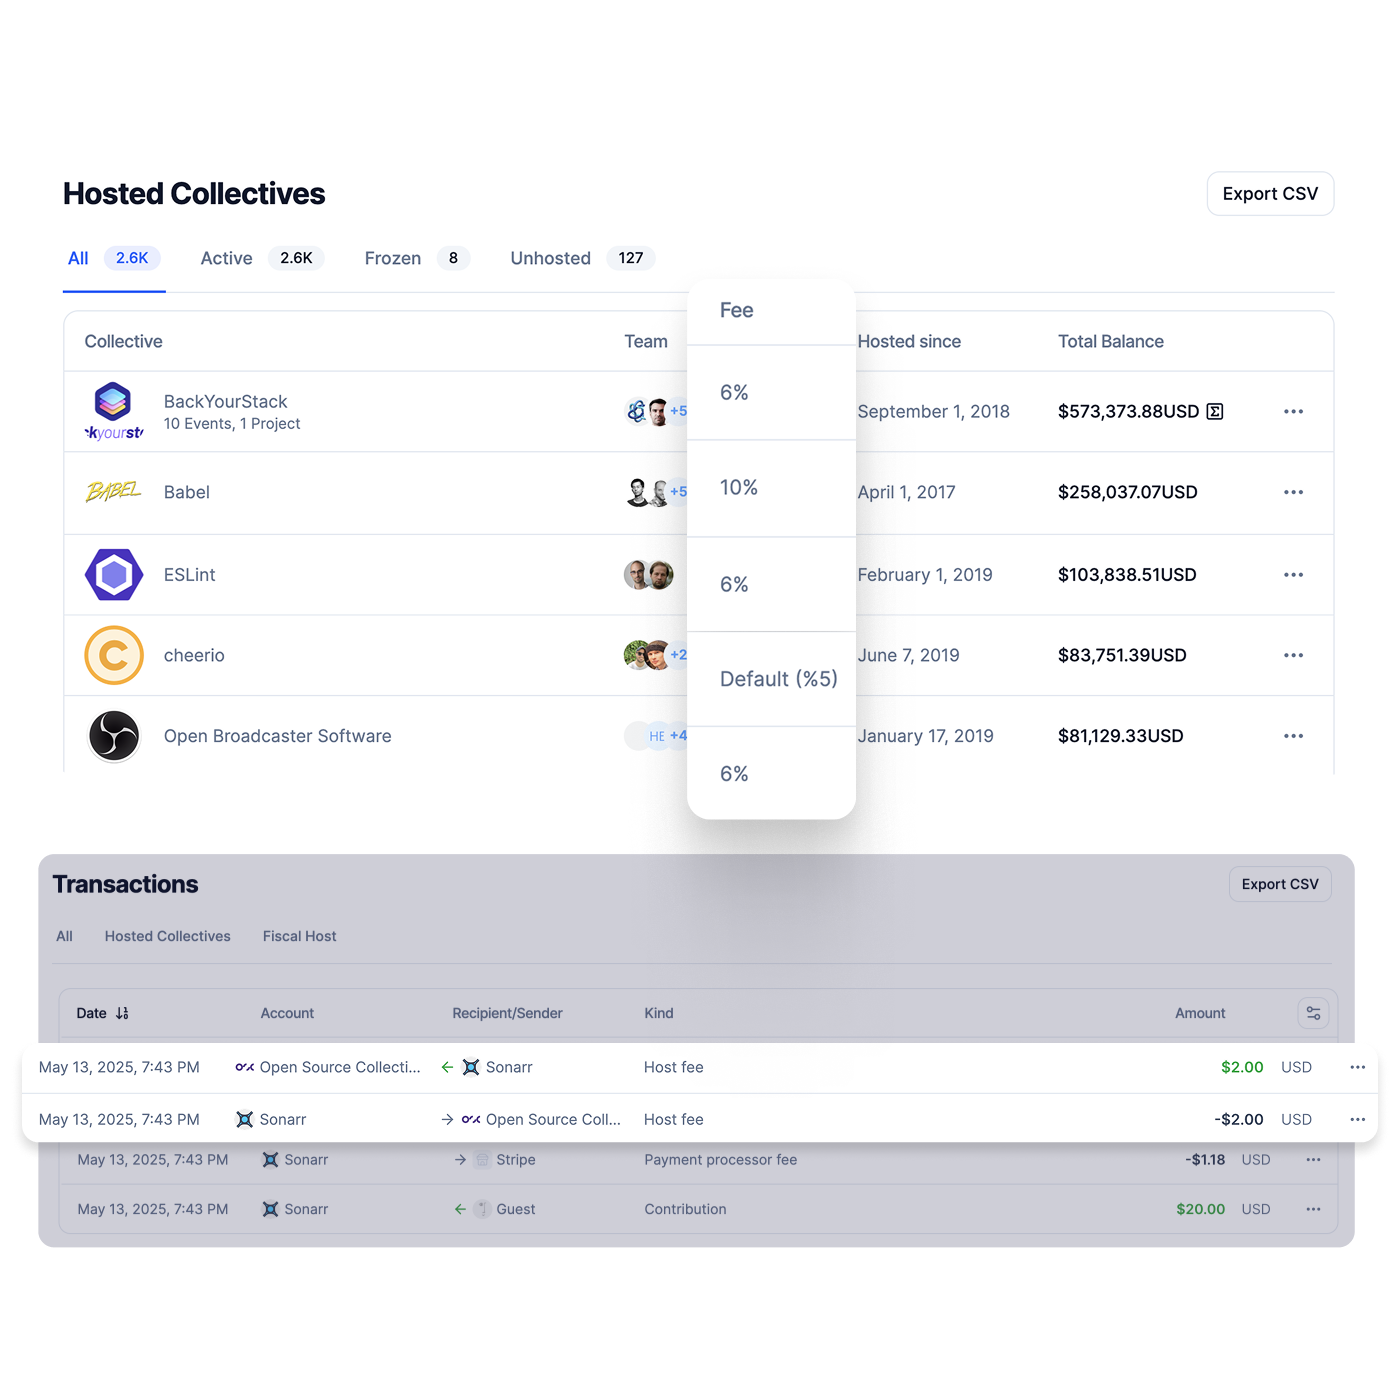 Hosted Collectives
Export CSV
All 2.6K Active 2.6K Frozen 8 Unhosted 127
Collective Team Fee Hosted since Total Balance
BackYourStack
10 Events, 1 Project
kyourst
+5 6% September 1, 2018 $573,373.88USD
BABEL Babel +5 10% April 1, 2017 $258,037.07USD
ESLint 6% February 1, 2019 $103,838.51USD
C cheerio +2 Default (%5) June 7, 2019 $83,751.39USD
Open Broadcaster Software HE +4 6% January 17, 2019 $81,129.33USD
Transactions
Export CSV
All Hosted Collectives Fiscal Host
Date Account Recipient/Sender Kind Amount
May 13, 2025, 7:43 PM Open Source Collecti... ← Sonarr Host fee $2.00 USD
May 13, 2025, 7:43 PM Sonarr → Open Source Coll... Host fee -$2.00 USD
May 13, 2025, 7:43 PM Sonarr → Stripe Payment processor fee -$1.18 USD
May 13, 2025, 7:43 PM Sonarr ← Guest Contribution $20.00 USD